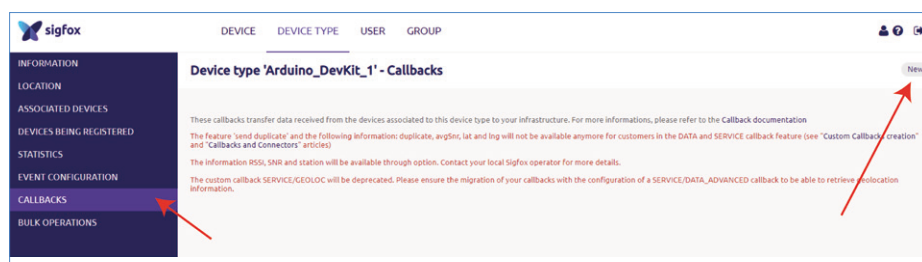 sigfox
DEVICE DEVICE TYPE USER GROUP
INFORMATION
LOCATION
ASSOCIATED DEVICES
DEVICES BEING REGISTERED
STATISTICS
EVENT CONFIGURATION
CALLBACKS
BULK OPERATIONS
Device type 'Arduino_DevKit_1' - Callbacks
New
These callbacks transfer data received from the devices associated to this device type to your infrastructure. For more informations, please refer to the Callback documentation
The feature 'send duplicate' and the following information: duplicate, avgSnr, lat and lng will not be available anymore for customers in the DATA and SERVICE callback feature (see "Custom Callbacks creation"
and "Callbacks and Connectors" articles)
The information RSSI, SNR and station will be available through option. Contact your local Sigfox operator for more details.
The custom callback SERVICE/GEOLOC will be deprecated. Please ensure the migration of your callbacks with the configuration of a SERVICE/DATA_ADVANCED callback to be able to retrieve geolocation
information.